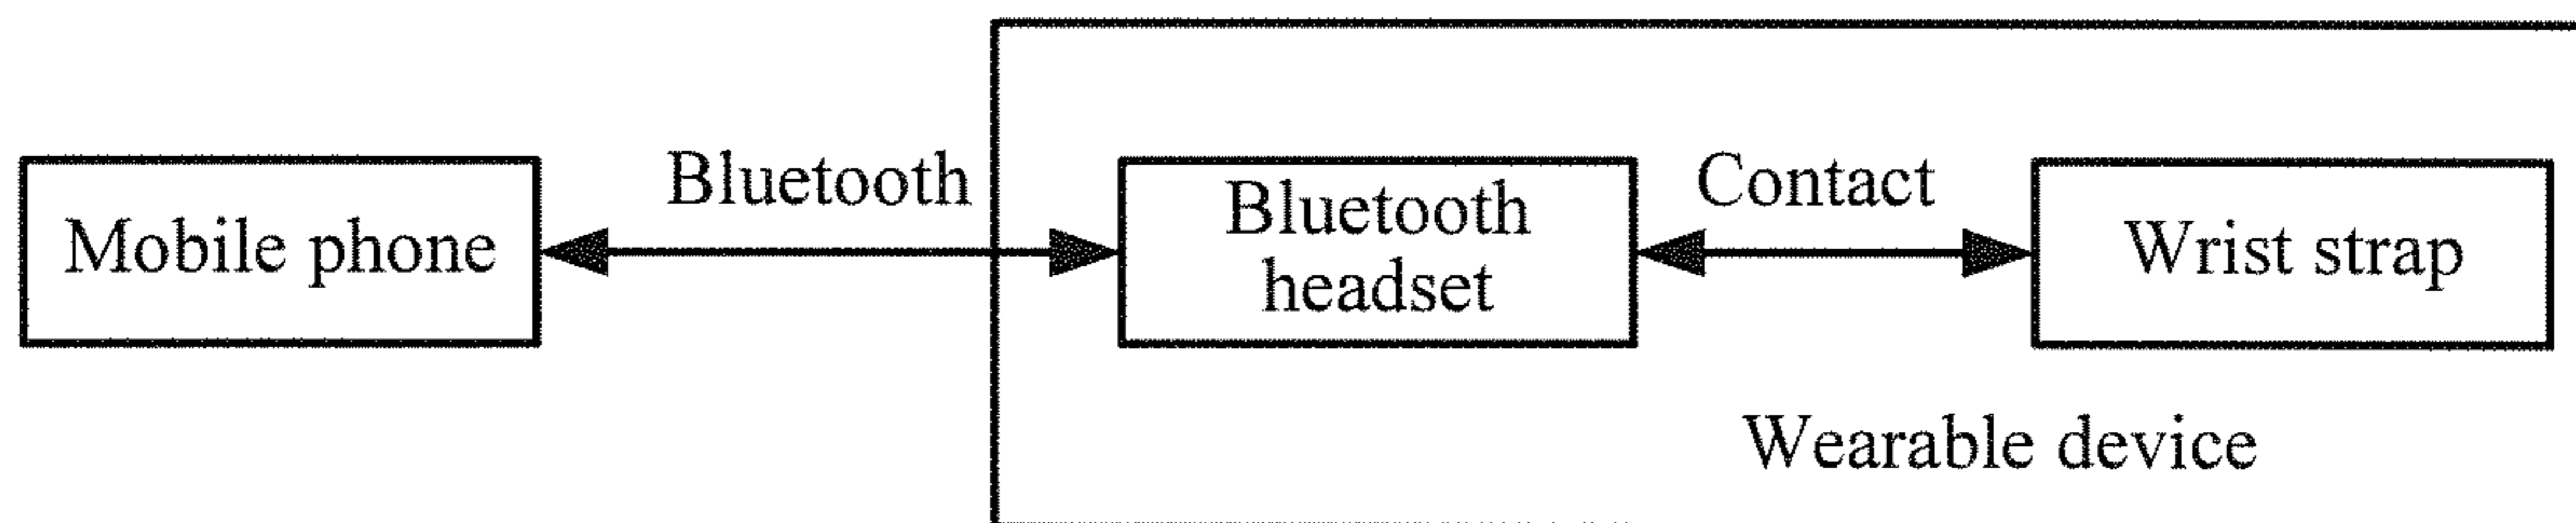 Mobile phone
Bluetooth
Bluetooth
headset
Contact
Wrist strap
Wearable device